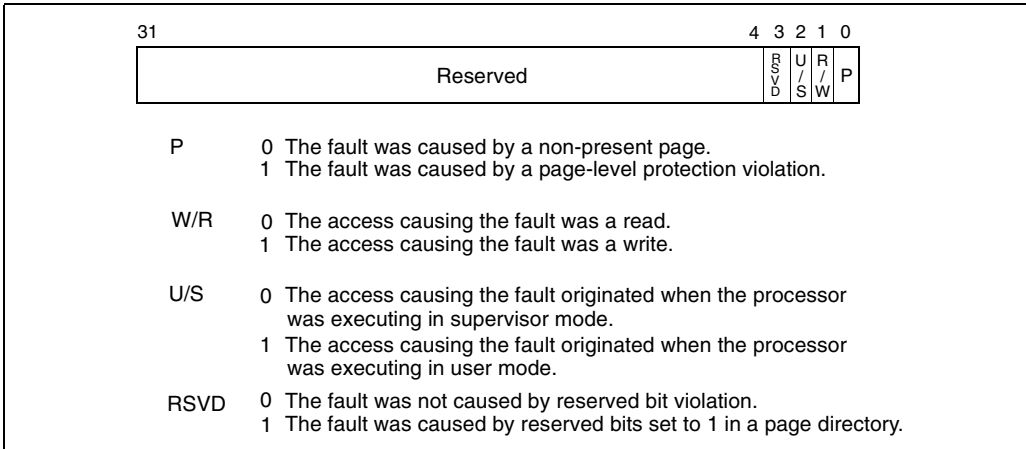 31 4 3 2 1 0
Reserved RSVD U/S R/W P
P 0 The fault was caused by a non-present page.
1 The fault was caused by a page-level protection violation.
W/R 0 The access causing the fault was a read.
1 The access causing the fault was a write.
U/S 0 The access causing the fault originated when the processor
was executing in supervisor mode.
1 The access causing the fault originated when the processor
was executing in user mode.
RSVD 0 The fault was not caused by reserved bit violation.
1 The fault was caused by reserved bits set to 1 in a page directory.